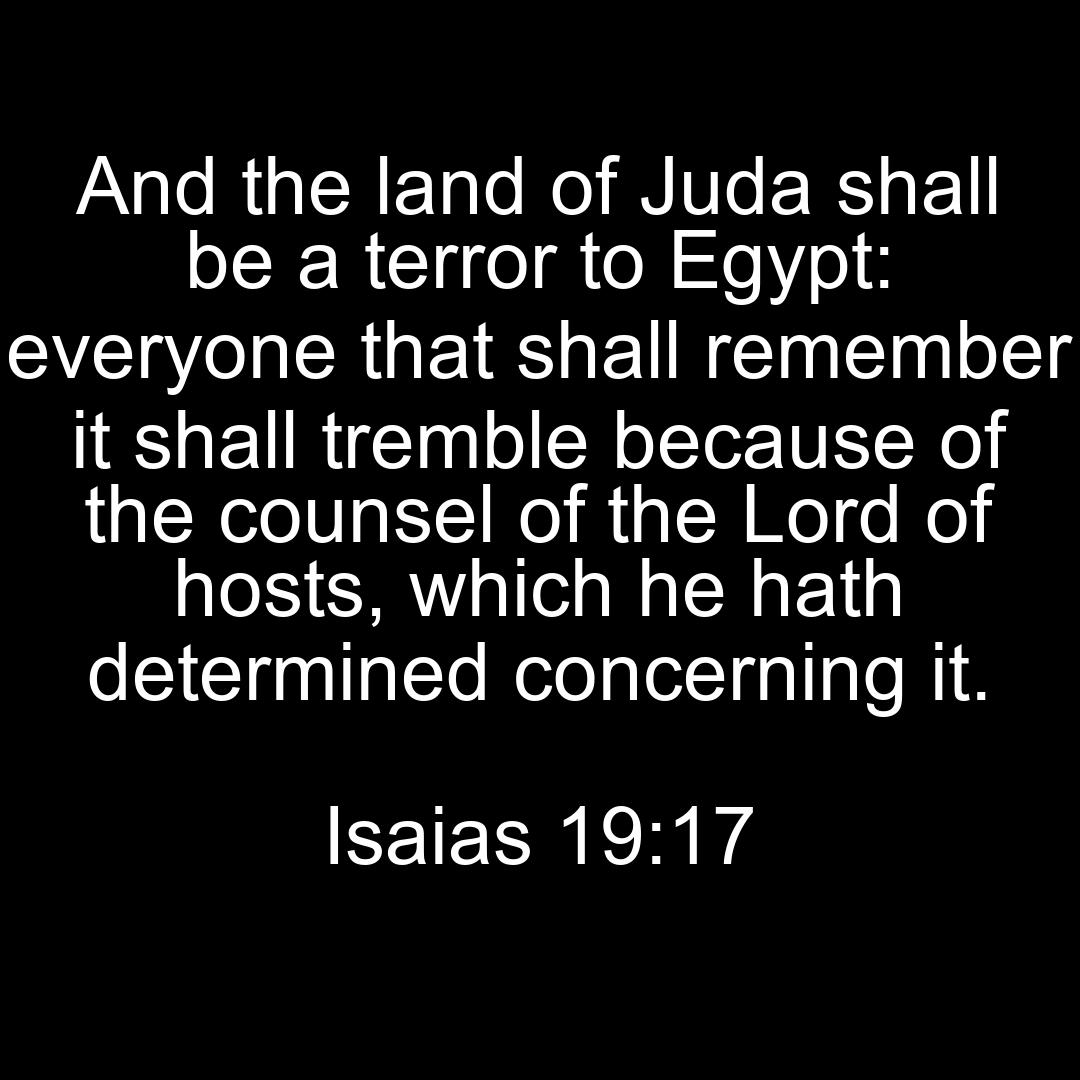 And the land of Juda shall
be a terror to Egypt:
everyone that shall remember
it shall tremble because of
the counsel of the Lord of
hosts, which he hath
determined concerning it.
Isaias 19:17